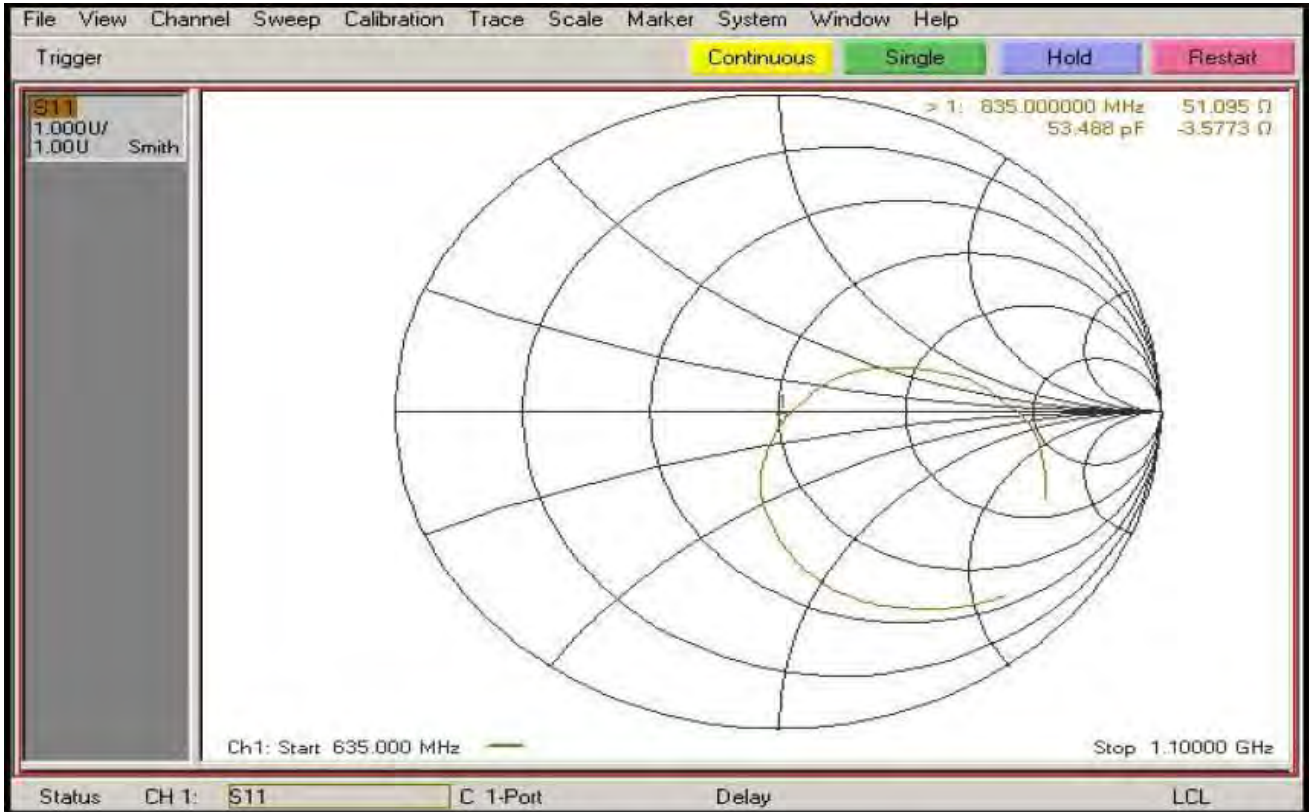 File View Channel Sweep Calibration Trace Scale Marker System Window Help
Trigger Continuous Single Hold Restart
S11
1.000U/
1.00U Smith
> 1: 835.000000 MHz 51.095 Ω
53.488 pF -3.5773 Ω
Ch1: Start 635.000 MHz Stop 1.10000 GHz
Status CH 1: S11 C 1-Port Delay LCL